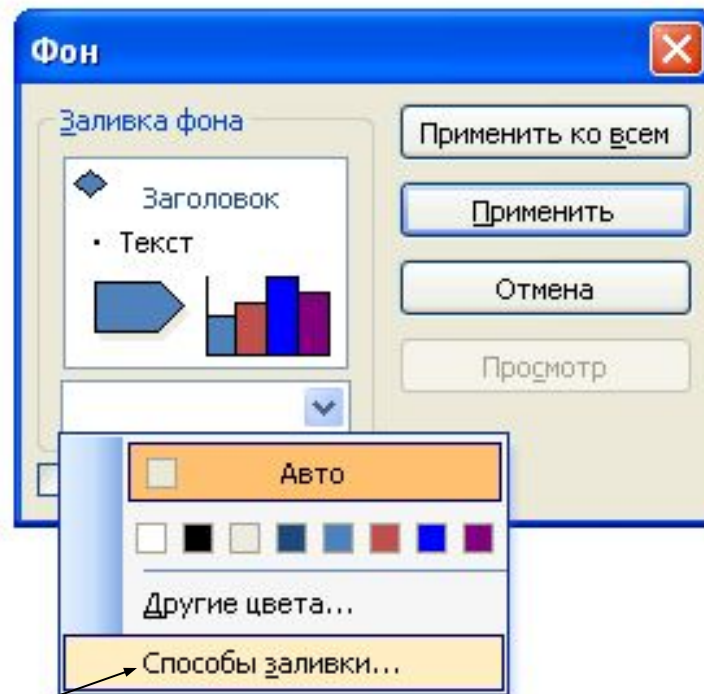 Фон
Заливка фона
Заголовок
· Текст
Применить ко всем
Применить
Отмена
Просмотр
Авто
Другие цвета...
Способы заливки...